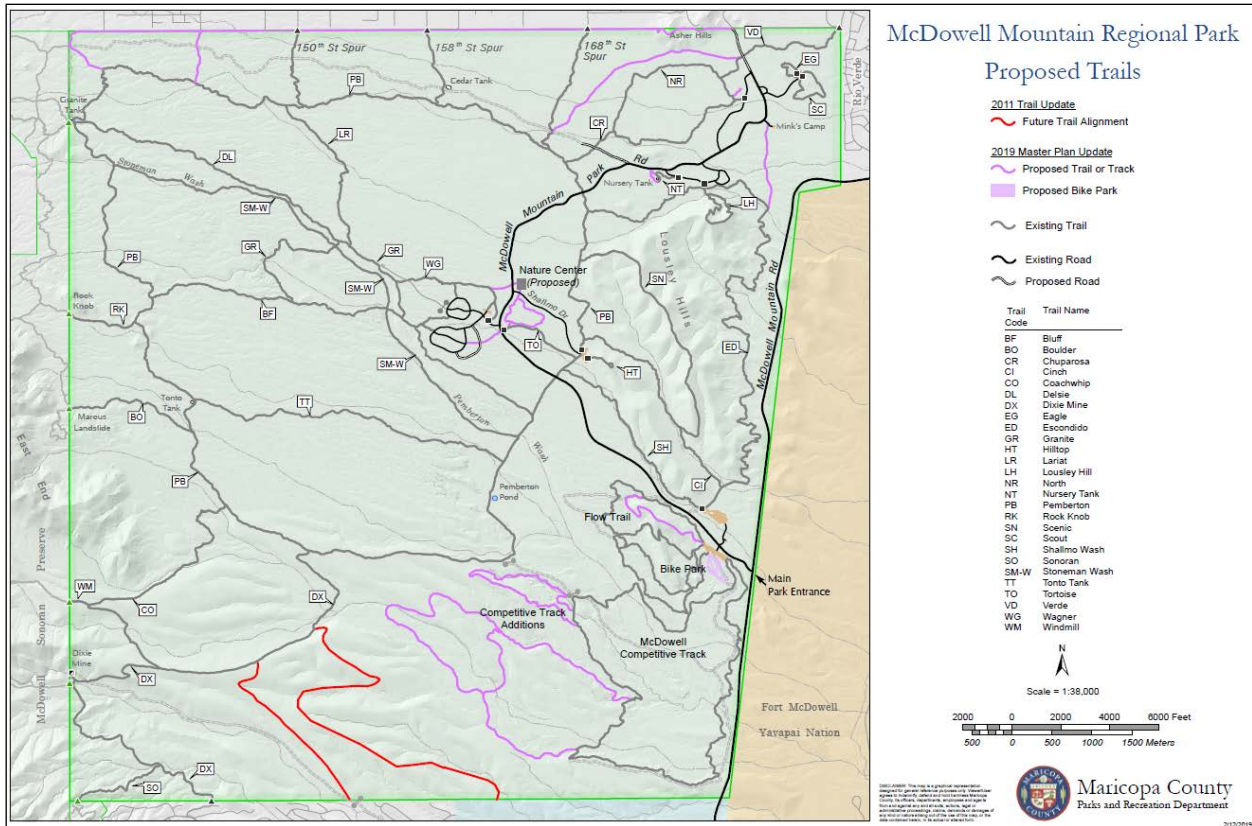 McDowell Mountain Regional Park
Proposed Trails
2011 Trail Update
Future Trail Alignment
2019 Master Plan Update
Proposed Trail or Track
Proposed Bike Park
Existing Trail
Existing Road
Proposed Road
Trail Code Trail Name
BF Bluff
BO Boulder
CR Chuparosa
CI Cinch
CO Coachwhip
DL Delsie
DX Dixie Mine
EG Eagle
ED Escondido
GR Granite
HT Hilltop
LR Lariat
LH Lousley Hill
NR North
NT Nursery Tank
PB Pemberton
RK Rock Knob
SN Scenic
SC Scout
SH Shallmo Wash
SO Sonoran
SM-W Stoneman Wash
TT Tonto Tank
TO Tortoise
VD Verde
WG Wagner
WM Windmill
N
Scale = 1:38,000
2000 0 2000 4000 6000 Feet
500 0 500 1000 1500 Meters
MARICOPA
COUNTY
Maricopa County
Parks and Recreation Department
150th St Spur
158th St Spur
168th St
Spur
Asher Hills
VD
EG
SC
Rio Verde
NR
PB
Cedar Tank
Granite
Tank
LR
CR
Mink's Camp
McDowell Mountain Park Rd
Nursery Tank
NT
LH
DL
Stoneman Wash
SM-W
GR
GR
WG
SM-W
PB
Rock
Knob
RK
BF
Nature Center
(Proposed)
Shallmo Dr
TO
PB
HT
Lousley Hills
SN
ED
McDowell Mountain Rd
SM-W
Pemberton Wash
Tonto
Tank
BO
TT
Marcus
Landslide
East End
PB
SH
CI
Pemberton
Pond
Flow Trail
Bike Park
Main
Park Entrance
WM
CO
DX
Competitive Track
Additions
McDowell
Competitive Track
McDowell Sonoran Preserve
Dixie
Mine
DX
DX
SO
Fort McDowell
Yavapai Nation